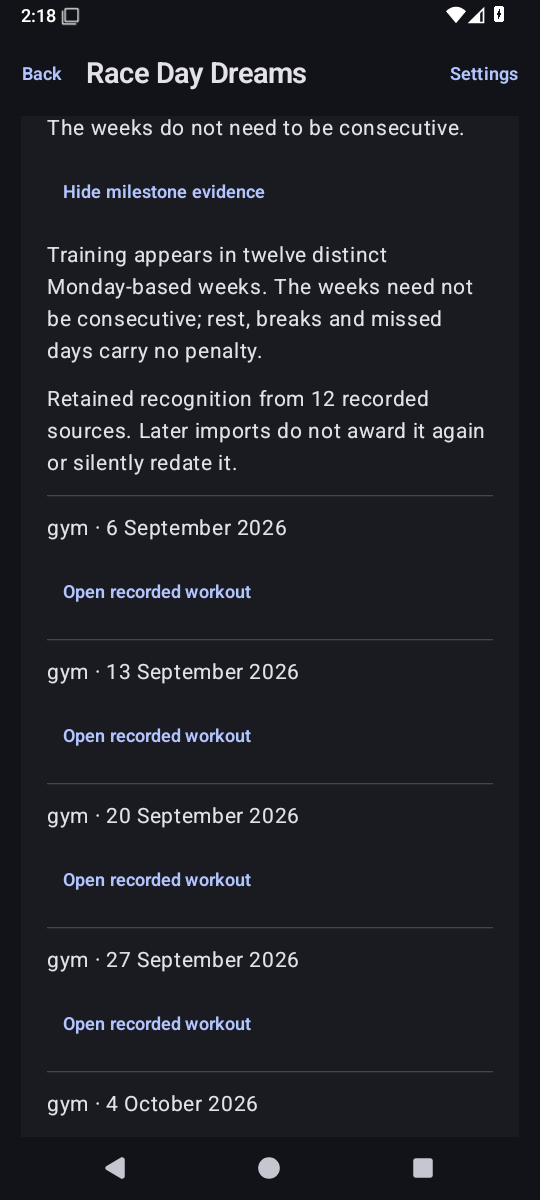 2:18
Back Race Day Dreams Settings
The weeks do not need to be consecutive.
Hide milestone evidence
Training appears in twelve distinct
Monday-based weeks. The weeks need not
be consecutive; rest, breaks and missed
days carry no penalty.
Retained recognition from 12 recorded
sources. Later imports do not award it again
or silently redate it.
gym · 6 September 2026
Open recorded workout
gym · 13 September 2026
Open recorded workout
gym · 20 September 2026
Open recorded workout
gym · 27 September 2026
Open recorded workout
gym · 4 October 2026